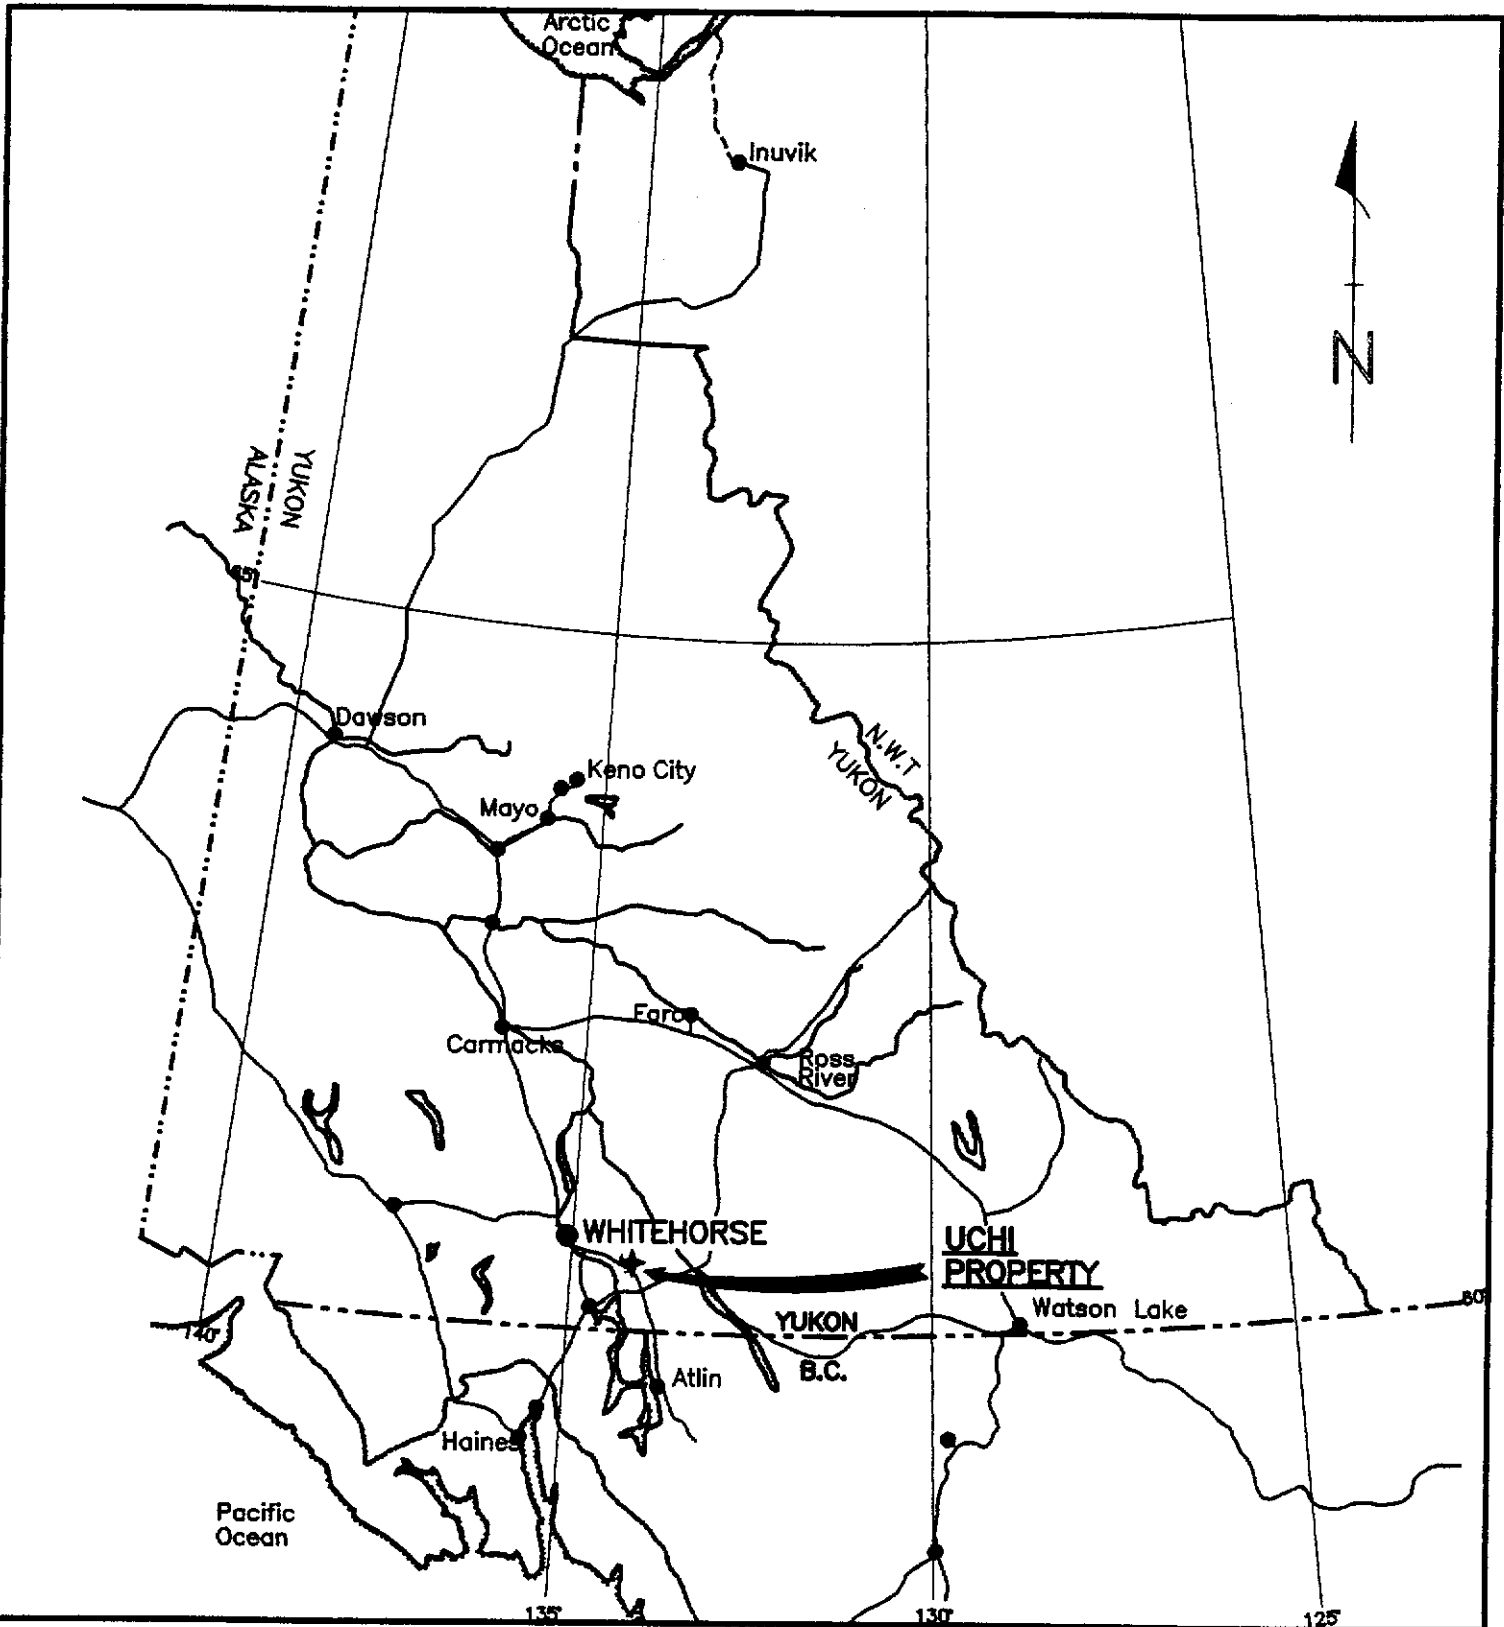 Arctic
Ocean
Inuvik
N
YUKON
ALASKA
65°
Dawson
Keno City
Mayo
N.W.T
YUKON
Faro
Carmacks
Ross
River
WHITEHORSE
UCHI
PROPERTY
Watson Lake
60°
140°
YUKON
B.C.
Atlin
Haines
Pacific
Ocean
135°
130°
125°